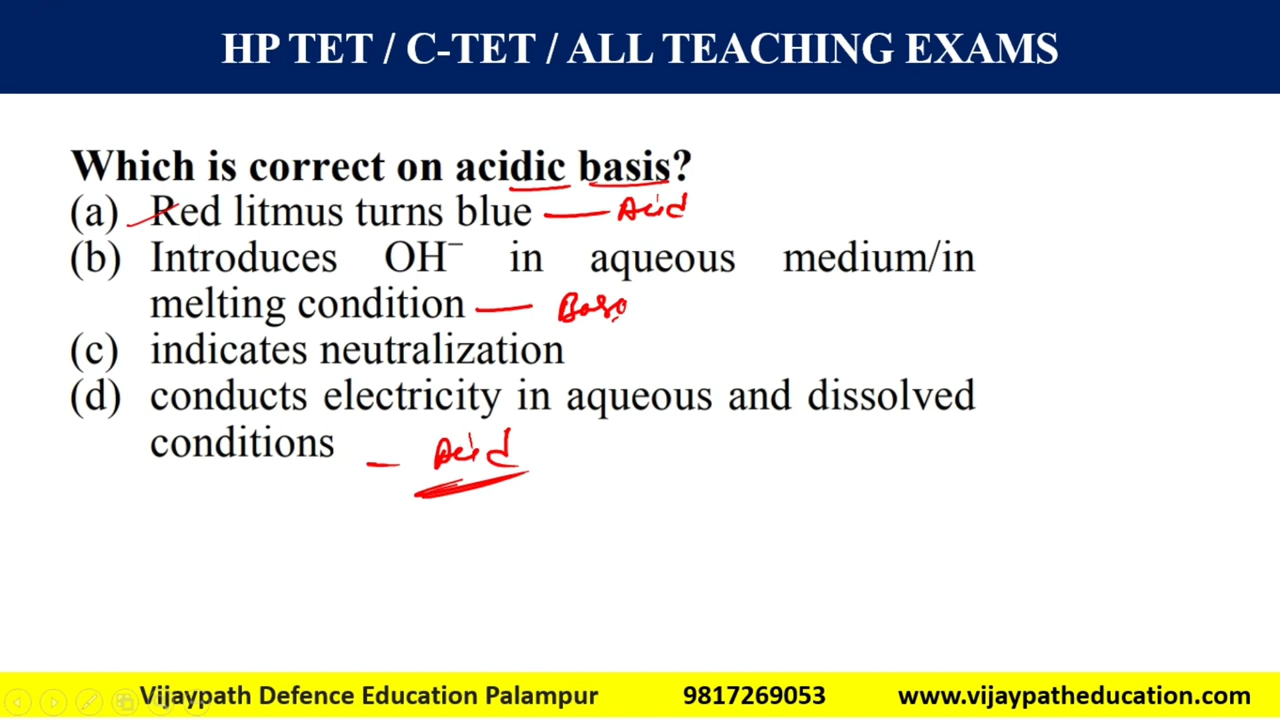 HP TET / C-TET / ALL TEACHING EXAMS
Which is correct on acidic basis?
(a) Red litmus turns blue — Acid
(b) Introduces OH⁻ in aqueous medium/in
melting condition — Base
(c) indicates neutralization
(d) conducts electricity in aqueous and dissolved
conditions – Acid
Vijaypath Defence Education Palampur 9817269053 www.vijaypatheducation.com